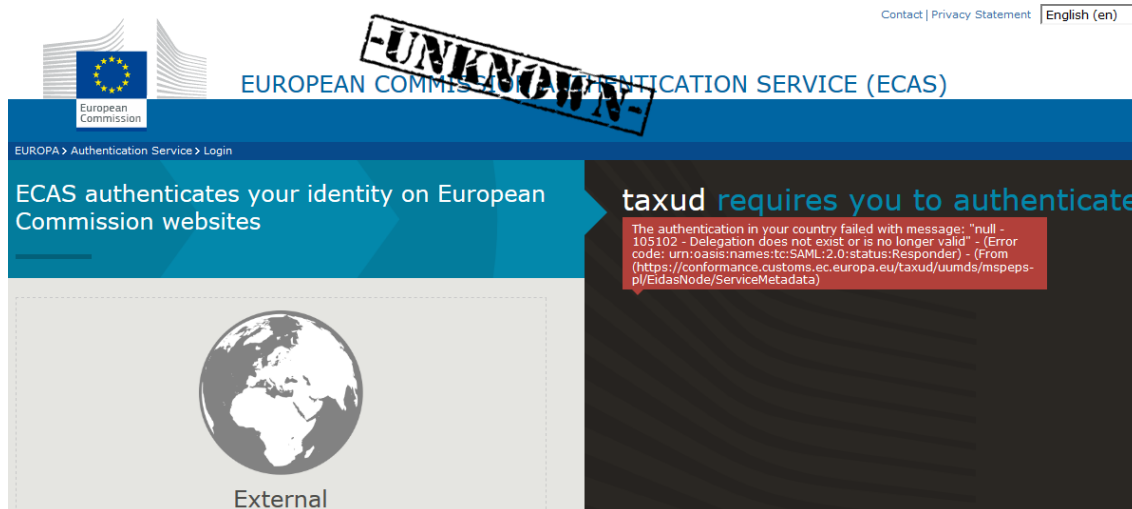 Contact | Privacy Statement English (en)
-UNKNOWN-
EUROPEAN COMMISSION AUTHENTICATION SERVICE (ECAS)
European
Commission
EUROPA > Authentication Service > Login
ECAS authenticates your identity on European
Commission websites
taxud requires you to authenticate
The authentication in your country failed with message: "null -
105102 - Delegation does not exist or is no longer valid" - (Error
code: urn:oasis:names:tc:SAML:2.0:status:Responder) - (From
(https://conformance.customs.ec.europa.eu/taxud/uumds/mspeps-
pl/EidasNode/ServiceMetadata)
External